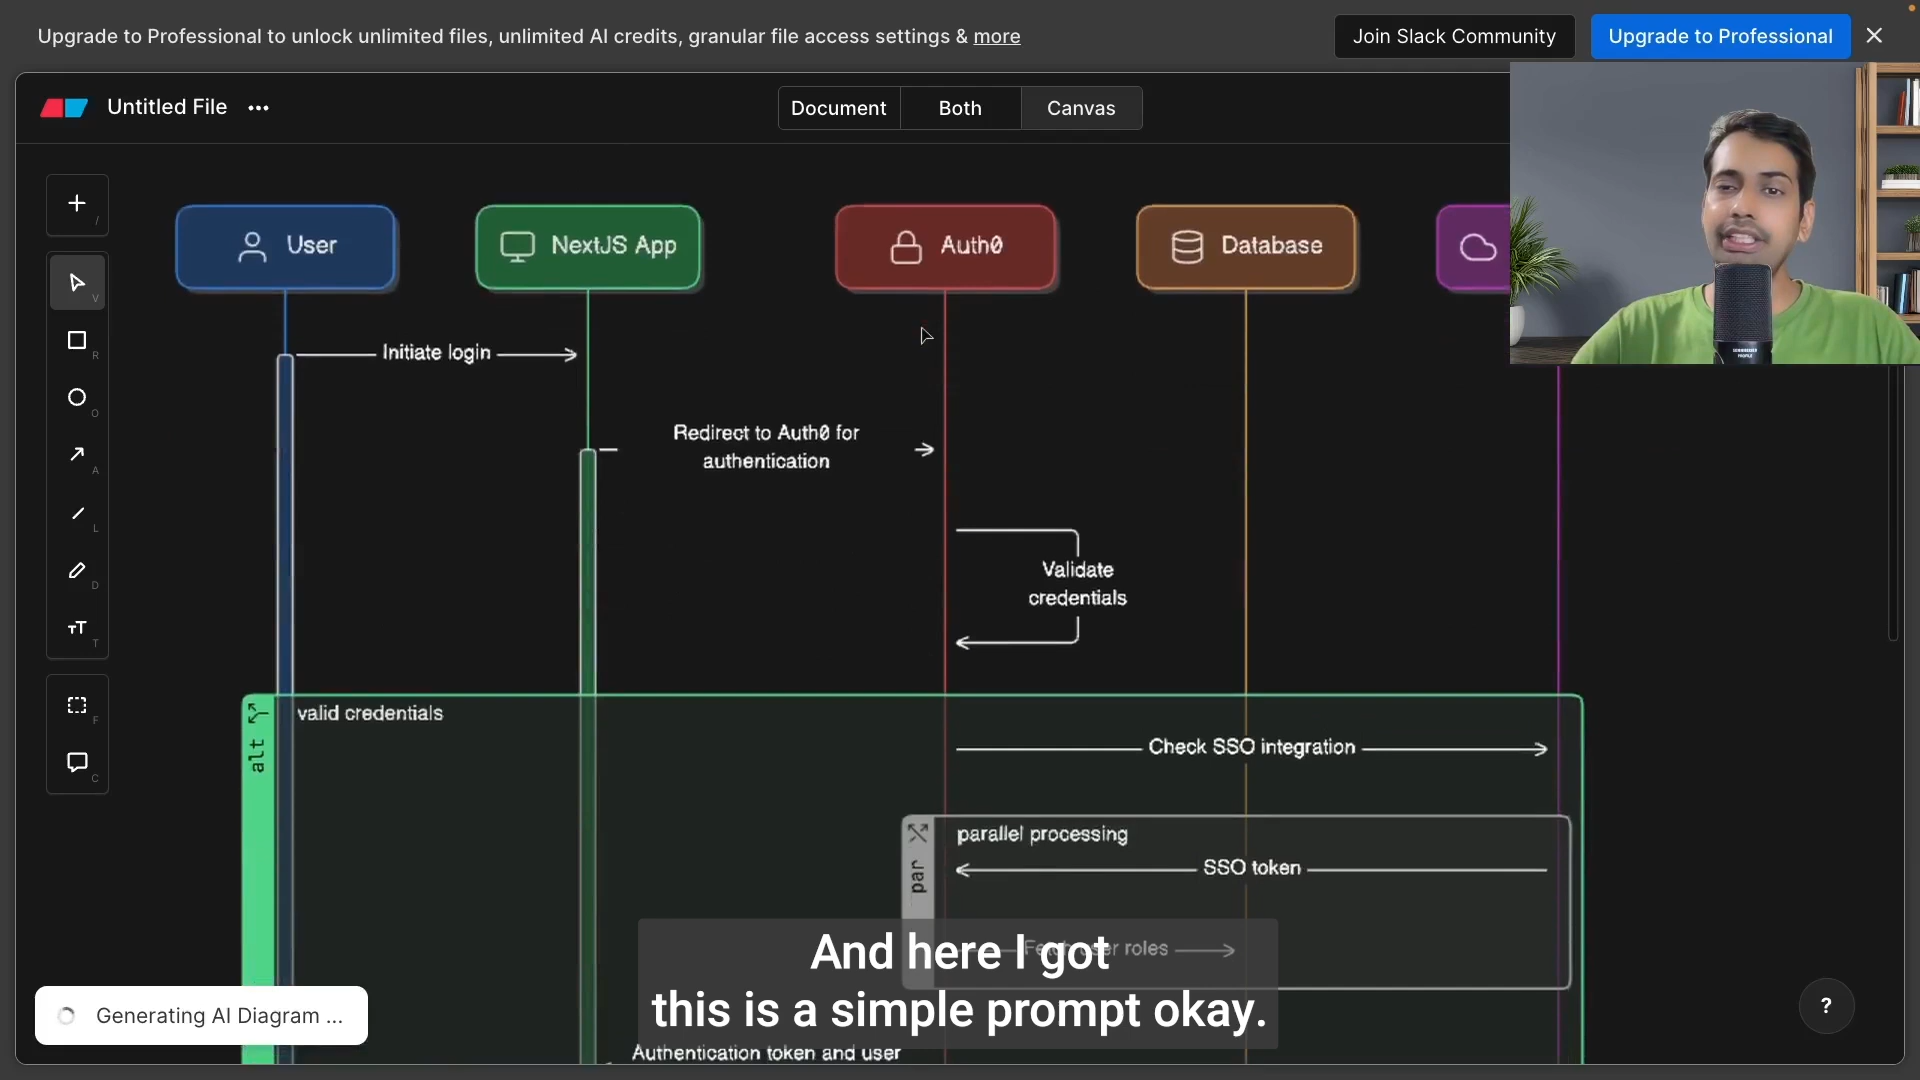 Upgrade to Professional to unlock unlimited files, unlimited AI credits, granular file access settings & more
Join Slack Community
Upgrade to Professional
Untitled File
Document
Both
Canvas
/
V
R
O
A
L
D
TT
T
F
C
User
NextJS App
Auth0
Database
Initiate login
Redirect to Auth0 for
authentication
Validate
credentials
alt
valid credentials
Check SSO integration
par
parallel processing
SSO token
Fetch user roles
And here I got
this is a simple prompt okay.
Authentication token and user
Generating AI Diagram ...
?